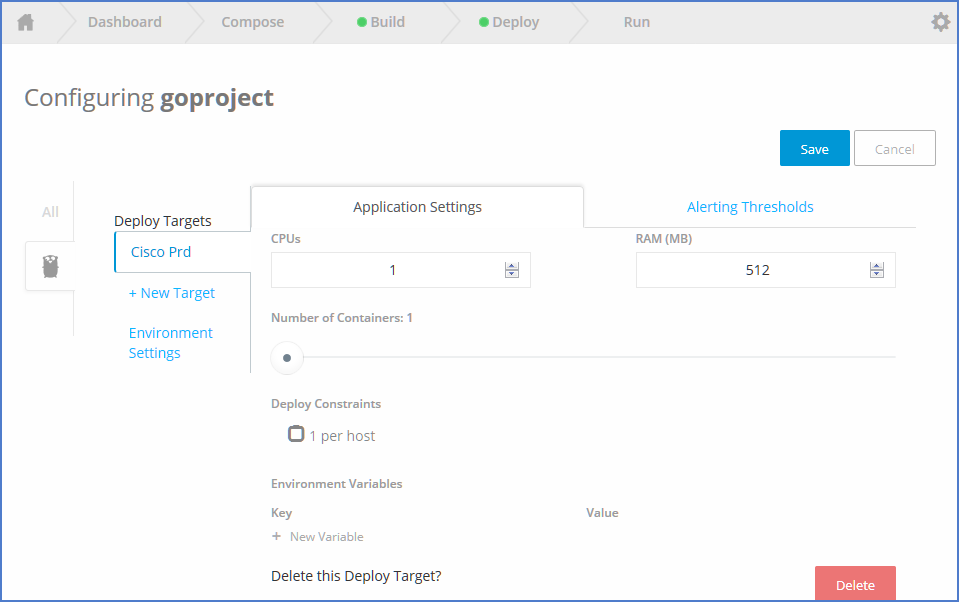 Dashboard Compose Build Deploy Run
Configuring goproject
Save Cancel
All
Deploy Targets
Cisco Prd
+ New Target
Environment
Settings
Application Settings Alerting Thresholds
CPUs RAM (MB)
1 512
Number of Containers: 1
Deploy Constraints
1 per host
Environment Variables
Key Value
+ New Variable
Delete this Deploy Target? Delete